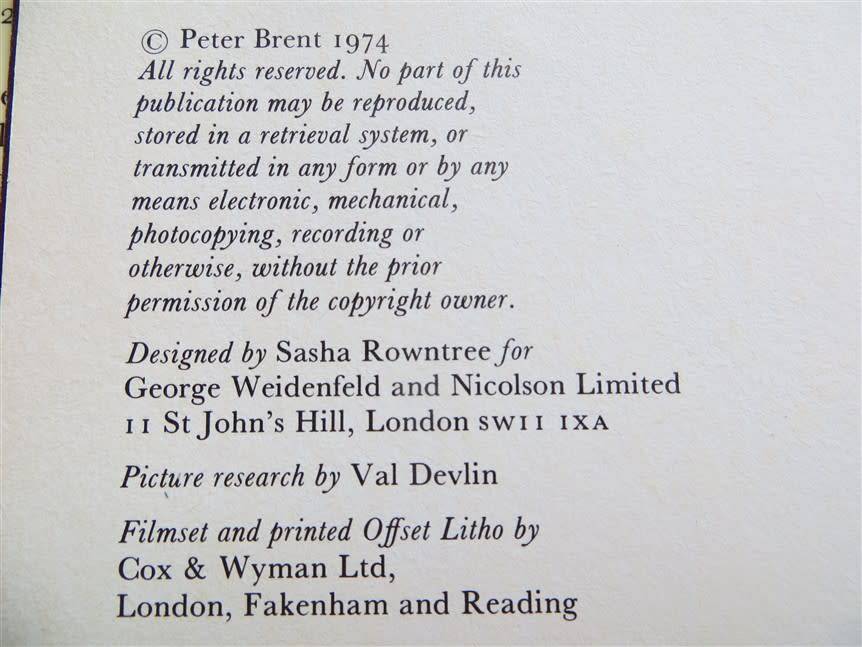 © Peter Brent 1974
All rights reserved. No part of this
publication may be reproduced,
stored in a retrieval system, or
transmitted in any form or by any
means electronic, mechanical,
photocopying, recording or
otherwise, without the prior
permission of the copyright owner.
Designed by Sasha Rowntree for
George Weidenfeld and Nicolson Limited
11 St John's Hill, London SW11 1XA
Picture research by Val Devlin
Filmset and printed Offset Litho by
Cox & Wyman Ltd,
London, Fakenham and Reading